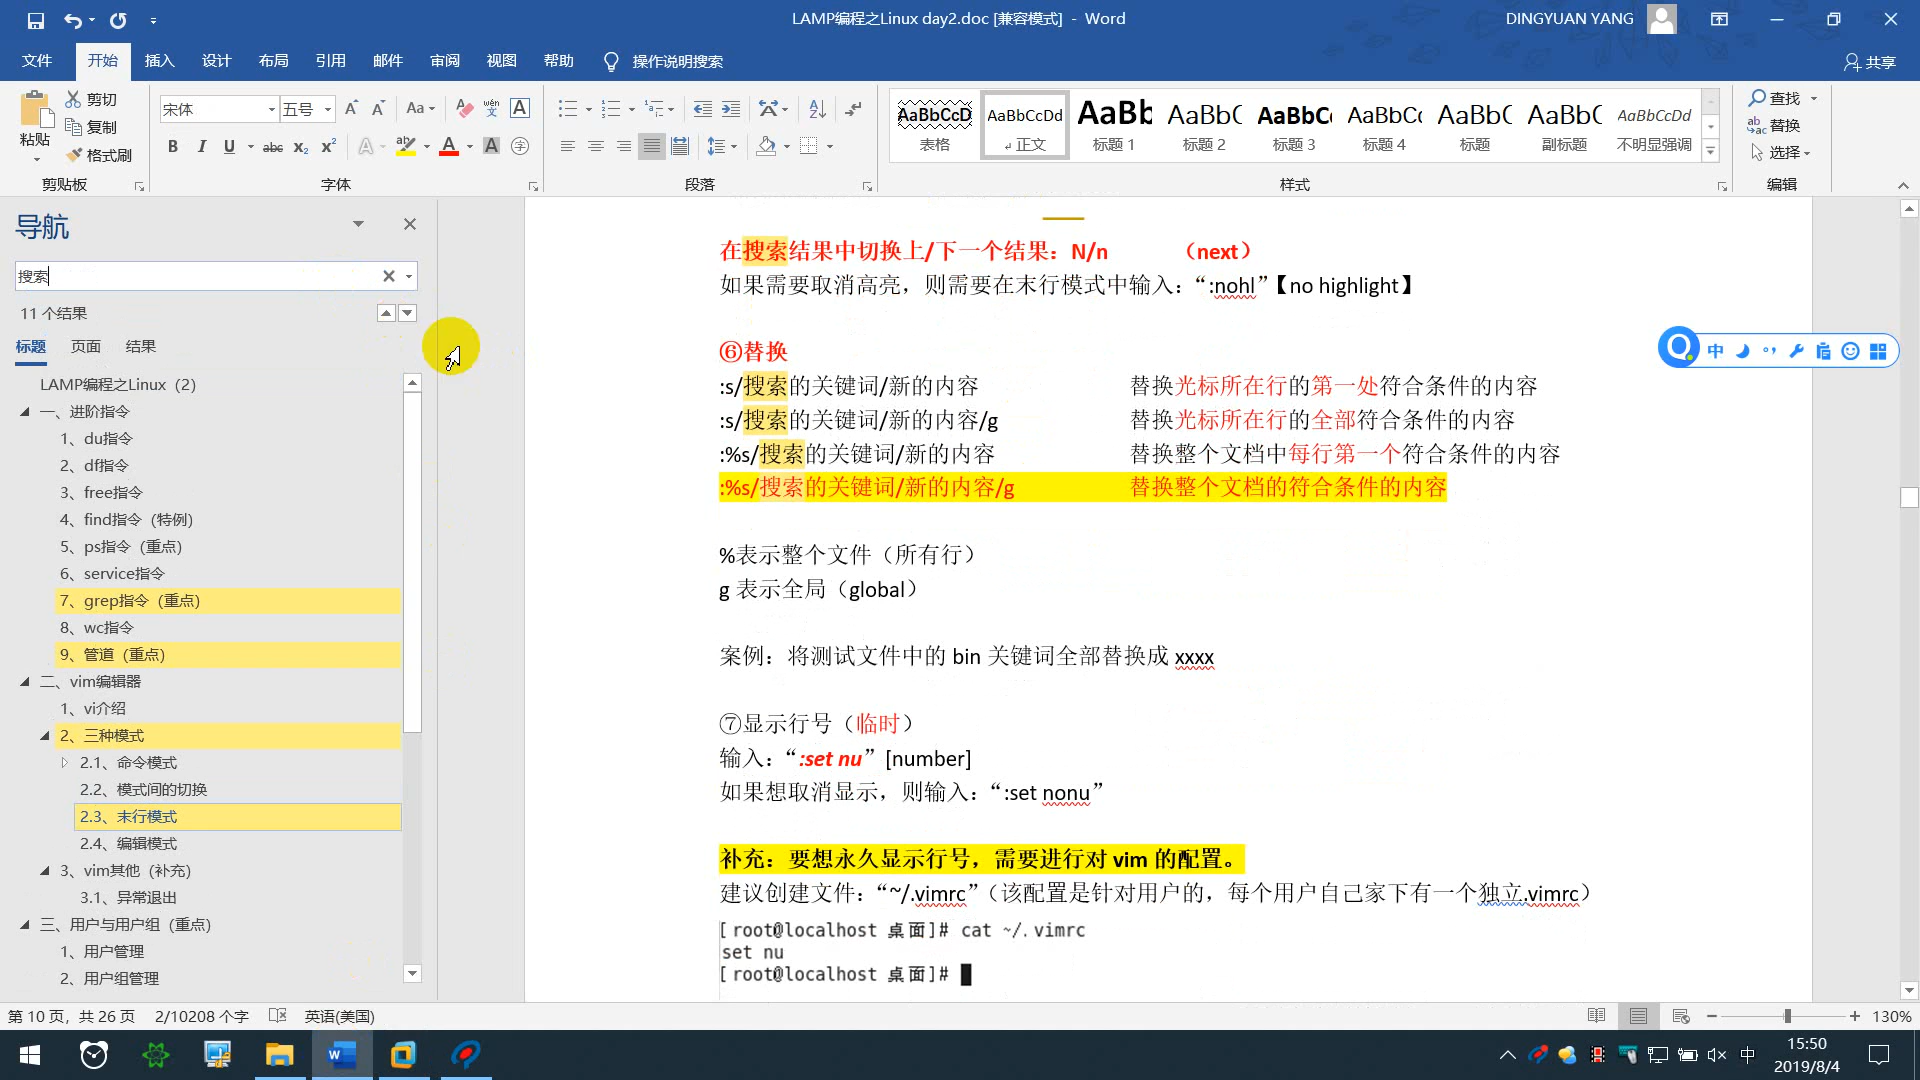 LAMP编程之Linux day2.doc [兼容模式] - Word
DINGYUAN YANG
文件 开始 插入 设计 布局 引用 邮件 审阅 视图 帮助 操作说明搜索 共享
粘贴
剪切
复制
格式刷
剪贴板
宋体 五号
字体
段落
AaBbCcD 表格
AaBbCcDd 正文
AaBb 标题 1
AaBbC 标题 2
AaBbC 标题 3
AaBbCc 标题 4
AaBbC 标题
AaBbC 副标题
AaBbCcDd 不明显强调
样式
查找
替换
选择
编辑
导航
搜索
11 个结果
标题 页面 结果
LAMP编程之Linux（2）
一、进阶指令
1、du指令
2、df指令
3、free指令
4、find指令（特例）
5、ps指令（重点）
6、service指令
7、grep指令（重点）
8、wc指令
9、管道（重点）
二、vim编辑器
1、vi介绍
2、三种模式
2.1、命令模式
2.2、模式间的切换
2.3、末行模式
2.4、编辑模式
3、vim其他（补充）
3.1、异常退出
三、用户与用户组（重点）
1、用户管理
2、用户组管理
在搜索结果中切换上/下一个结果：N/n （next）
如果需要取消高亮，则需要在末行模式中输入：“:nohl”【no highlight】
⑥替换
:s/搜索的关键词/新的内容 替换光标所在行的第一处符合条件的内容
:s/搜索的关键词/新的内容/g 替换光标所在行的全部符合条件的内容
:%s/搜索的关键词/新的内容 替换整个文档中每行第一个符合条件的内容
:%s/搜索的关键词/新的内容/g 替换整个文档的符合条件的内容
%表示整个文件（所有行）
g 表示全局（global）
案例：将测试文件中的 bin 关键词全部替换成 xxxx
⑦显示行号（临时）
输入：“:set nu”[number]
如果想取消显示，则输入：“:set nonu”
补充：要想永久显示行号，需要进行对 vim 的配置。
建议创建文件：“~/.vimrc”（该配置是针对用户的，每个用户自己家下有一个独立.vimrc）
[root@localhost 桌面]# cat ~/.vimrc
set nu
[root@localhost 桌面]#
中
第 10 页，共 26 页 2/10208 个字 英语(美国) 130%
中
15:50
2019/8/4